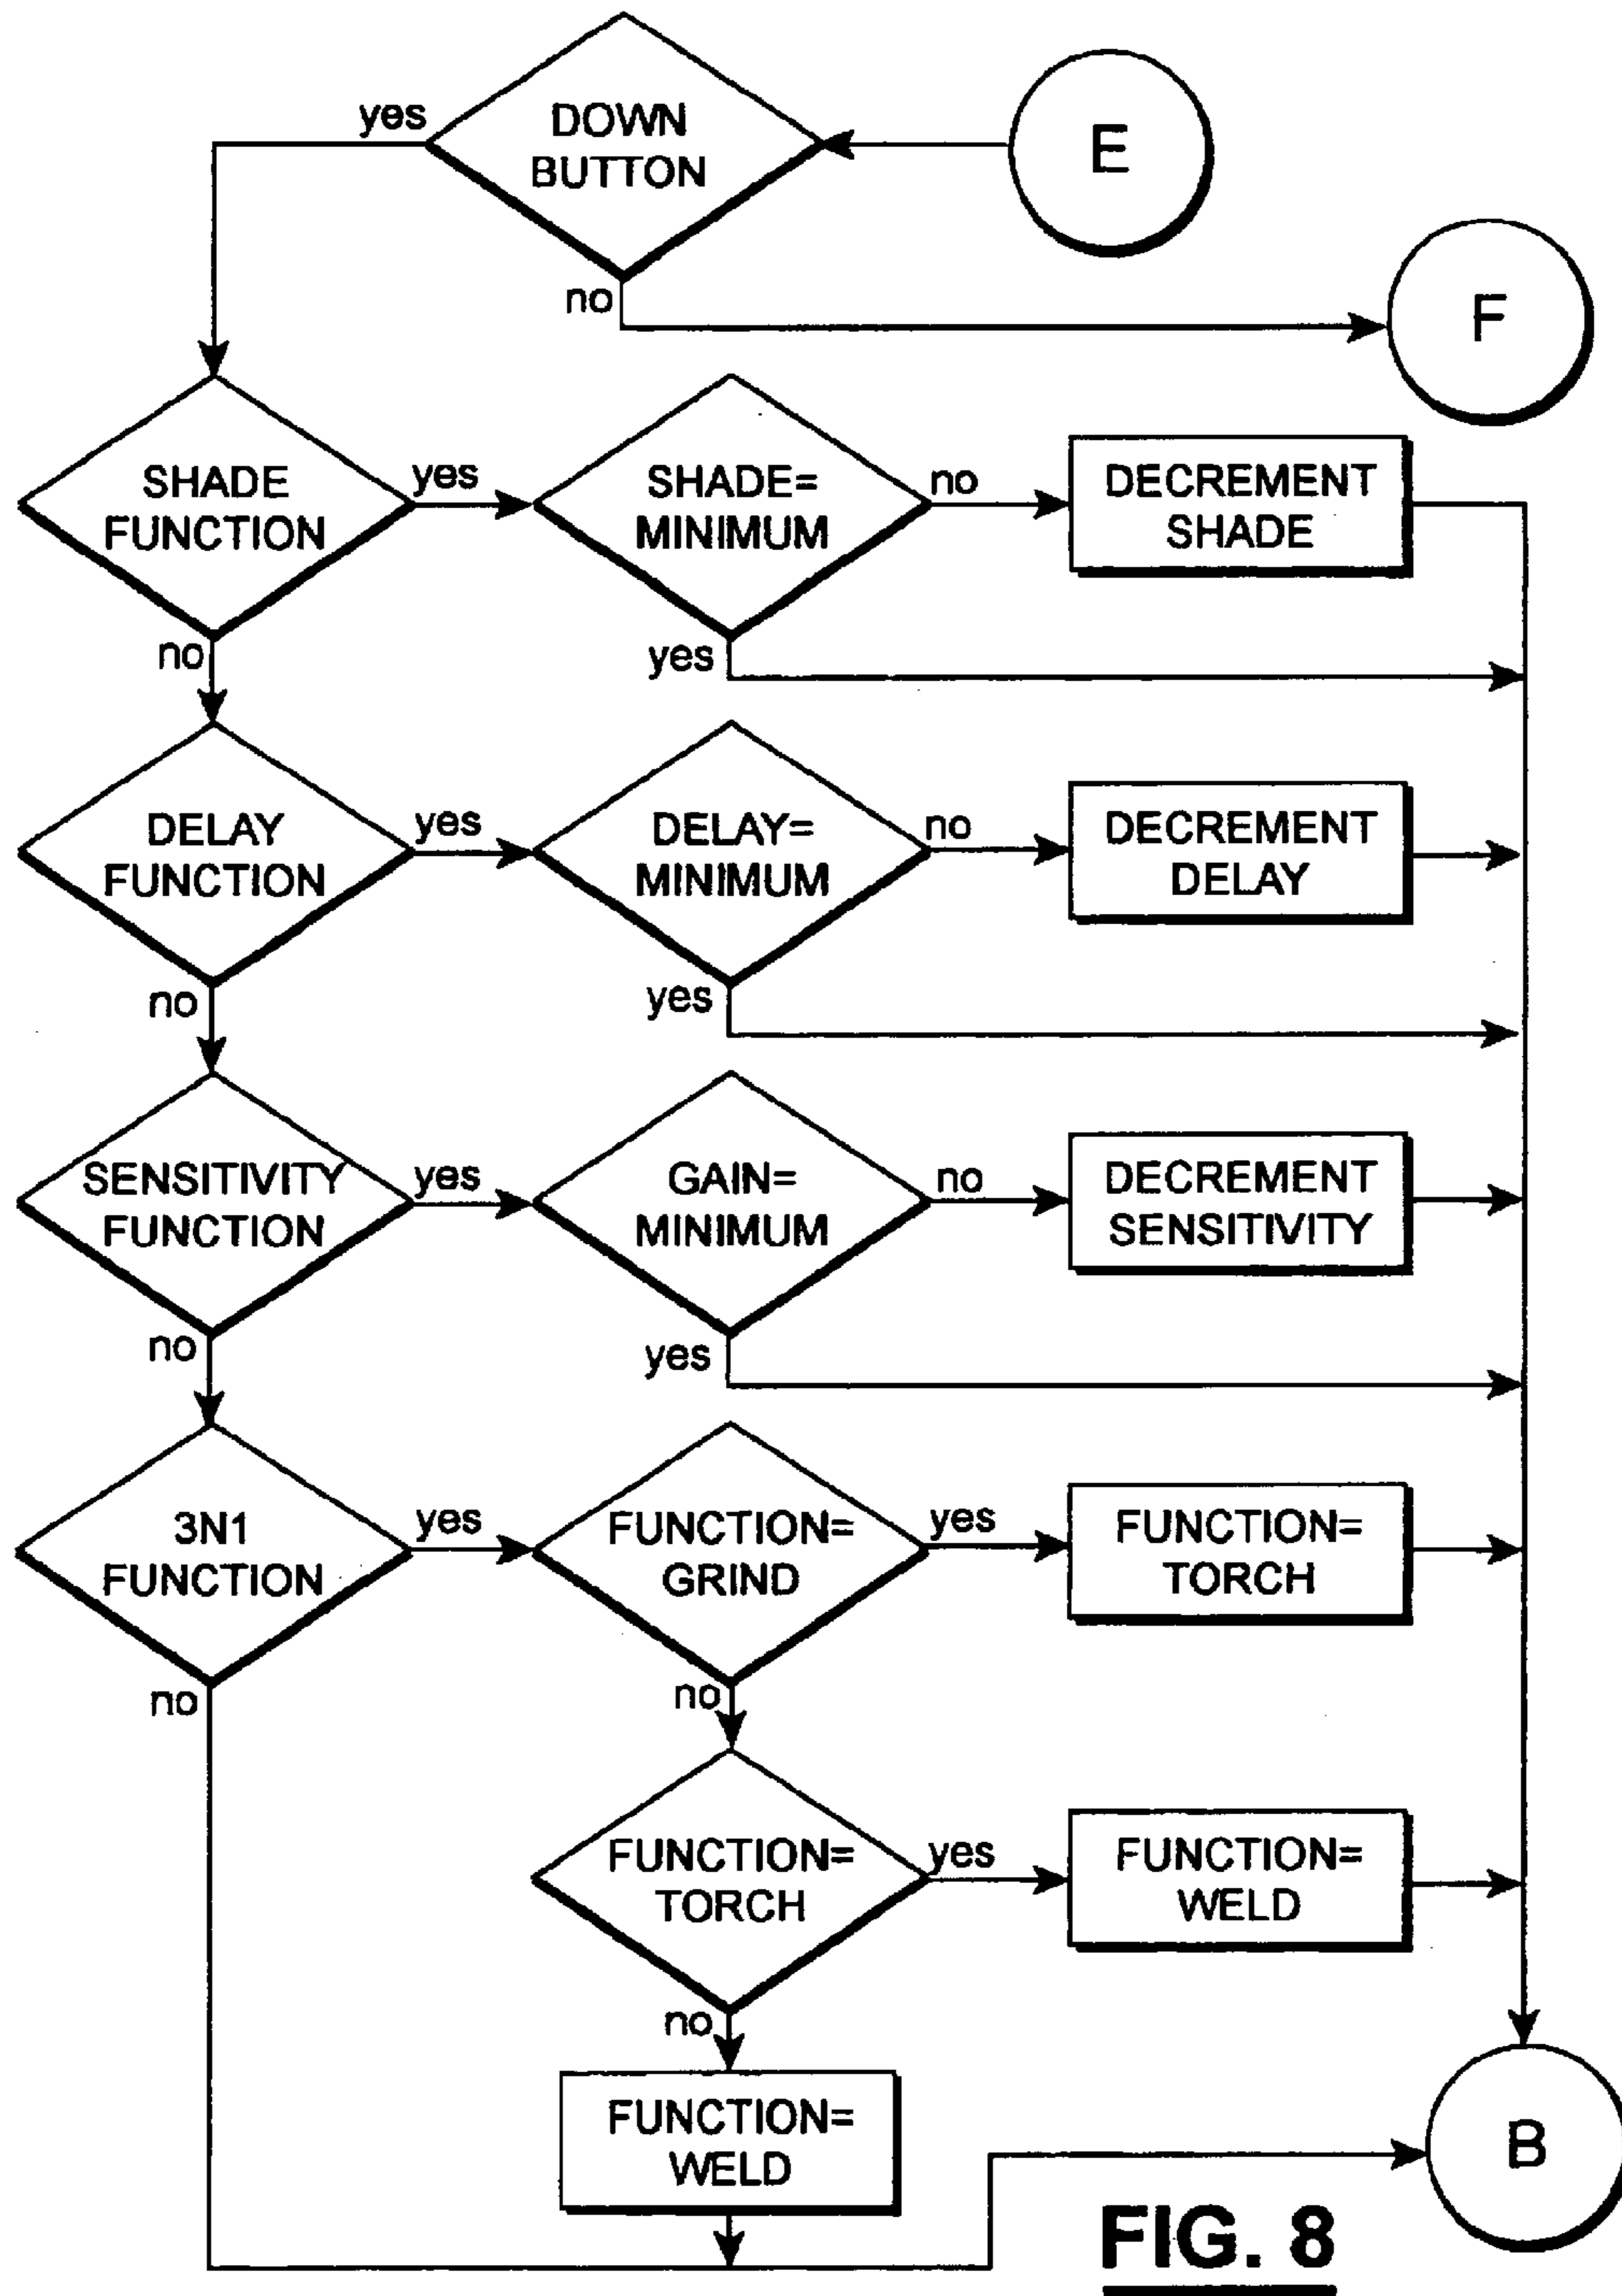 DOWN
BUTTON
yes
no
E
F
SHADE
FUNCTION
yes
no
SHADE=
MINIMUM
no
yes
DECREMENT
SHADE
DELAY
FUNCTION
yes
no
DELAY=
MINIMUM
no
yes
DECREMENT
DELAY
SENSITIVITY
FUNCTION
yes
no
GAIN=
MINIMUM
no
yes
DECREMENT
SENSITIVITY
3N1
FUNCTION
yes
no
FUNCTION=
GRIND
yes
no
FUNCTION=
TORCH
FUNCTION=
TORCH
yes
no
FUNCTION=
WELD
FUNCTION=
WELD
B
FIG. 8